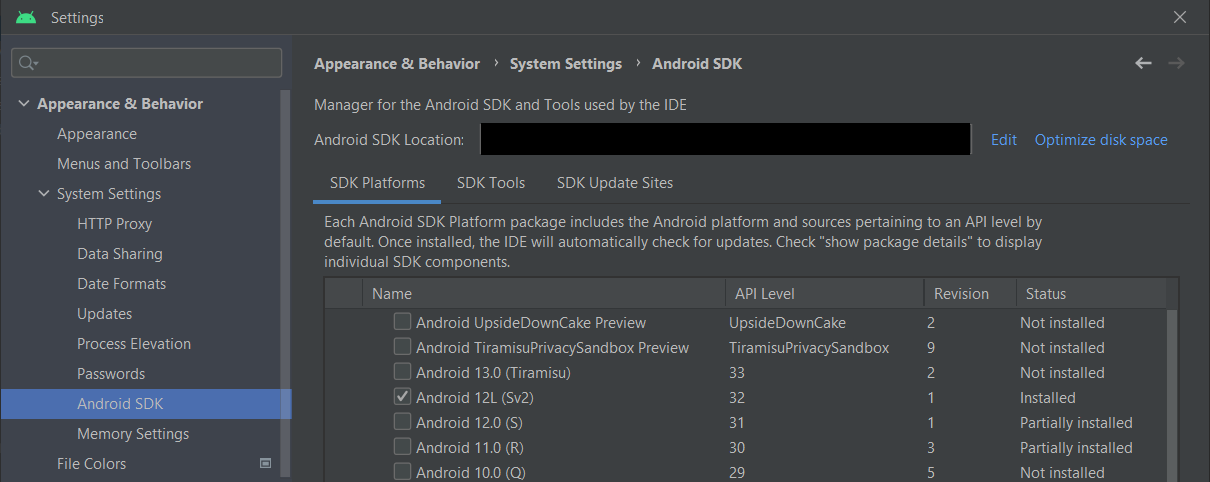 Settings
Appearance & Behavior
Appearance
Menus and Toolbars
System Settings
HTTP Proxy
Data Sharing
Date Formats
Updates
Process Elevation
Passwords
Android SDK
Memory Settings
File Colors
Appearance & Behavior › System Settings › Android SDK
Manager for the Android SDK and Tools used by the IDE
Android SDK Location: Edit Optimize disk space
SDK Platforms SDK Tools SDK Update Sites
Each Android SDK Platform package includes the Android platform and sources pertaining to an API level by
default. Once installed, the IDE will automatically check for updates. Check "show package details" to display
individual SDK components.
Name API Level Revision Status
Android UpsideDownCake Preview UpsideDownCake 2 Not installed
Android TiramisuPrivacySandbox Preview TiramisuPrivacySandbox 9 Not installed
Android 13.0 (Tiramisu) 33 2 Not installed
Android 12L (Sv2) 32 1 Installed
Android 12.0 (S) 31 1 Partially installed
Android 11.0 (R) 30 3 Partially installed
Android 10.0 (Q) 29 5 Not installed